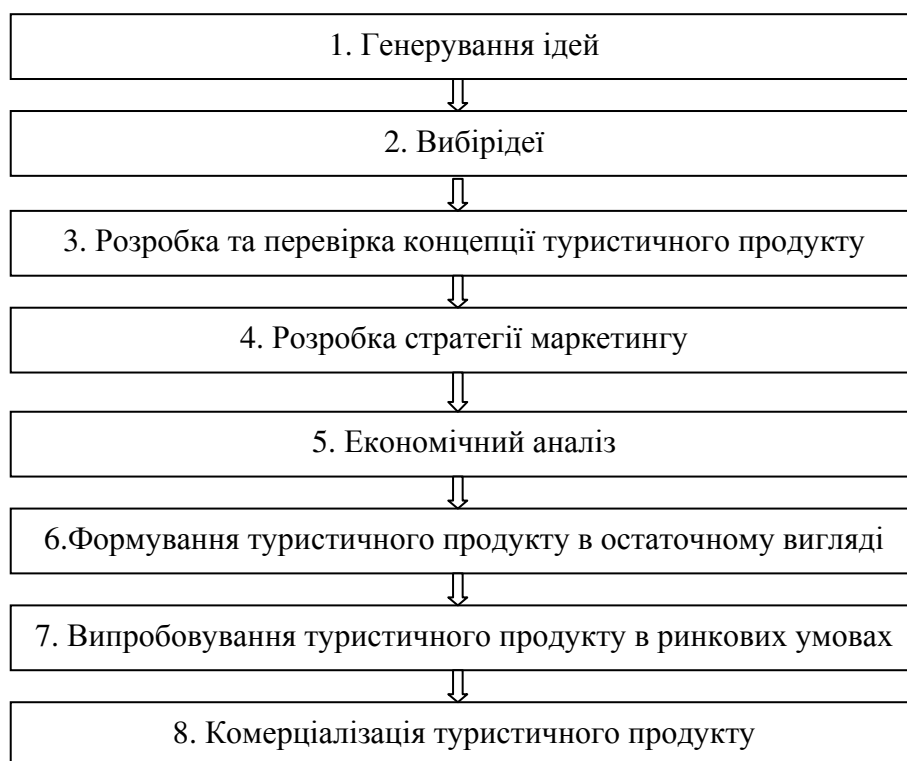 1. Генерування ідей
2. Вибірідеї
3. Розробка та перевірка концепції туристичного продукту
4. Розробка стратегії маркетингу
5. Економічний аналіз
6.Формування туристичного продукту в остаточному вигляді
7. Випробовування туристичного продукту в ринкових умовах
8. Комерціалізація туристичного продукту